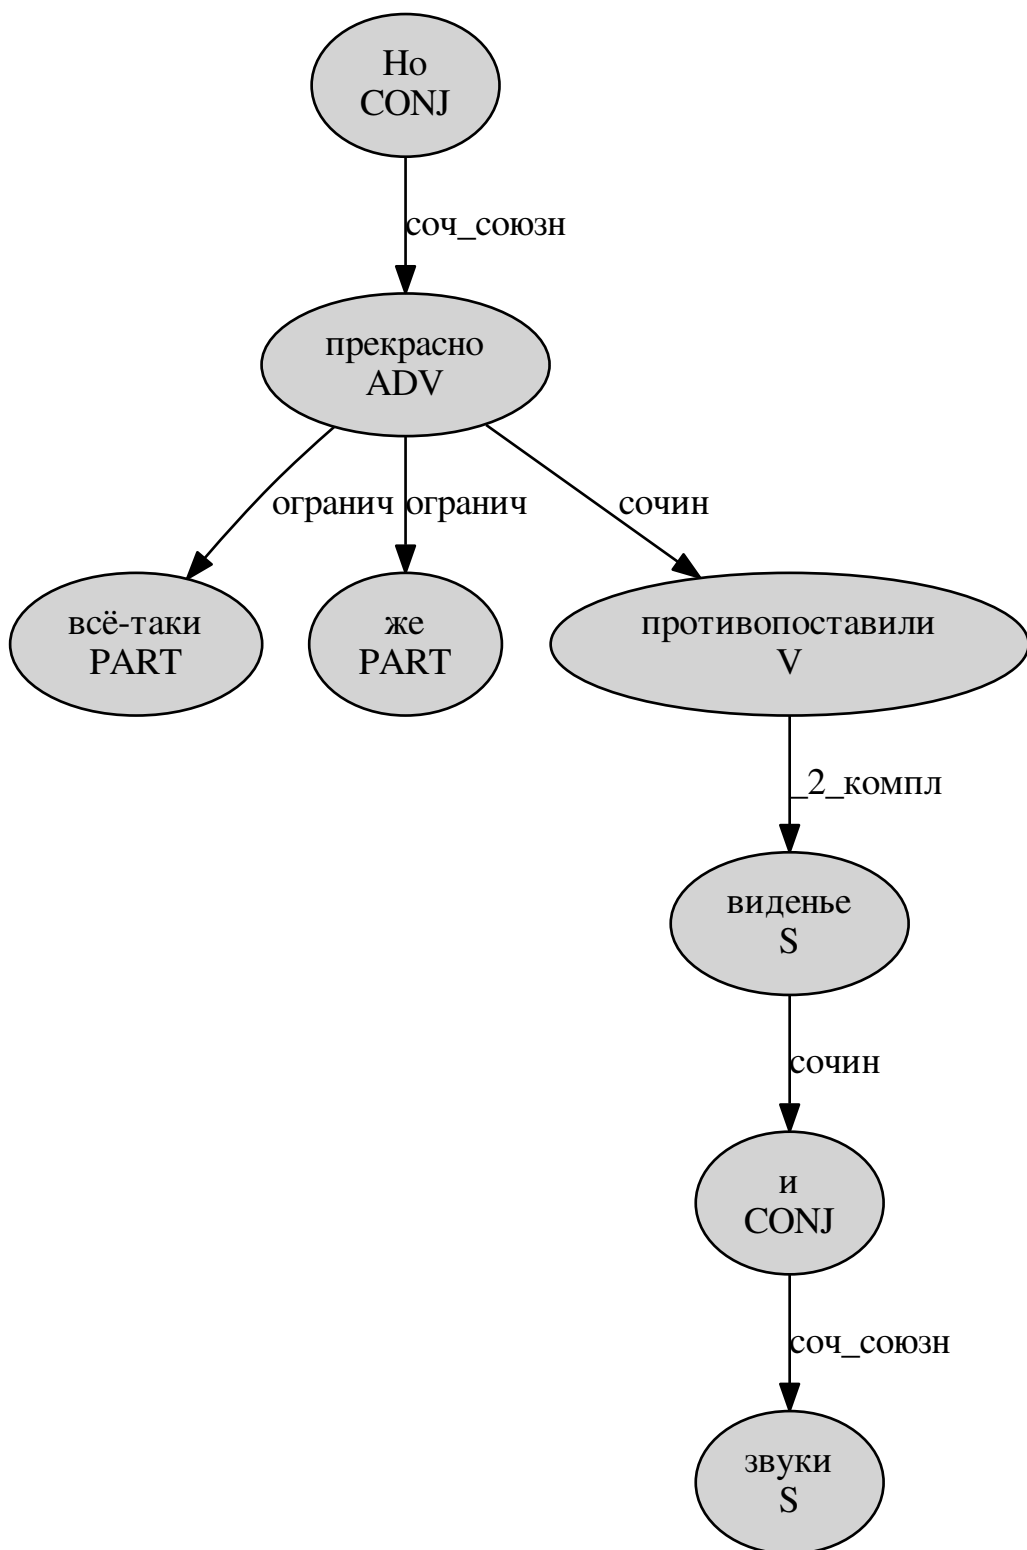 Но
CONJ
соч_союзн
прекрасно
ADV
огранич
огранич
сочин
всё-таки
PART
же
PART
противопоставили
V
_2_компл
виденье
S
сочин
и
CONJ
соч_союзн
звуки
S